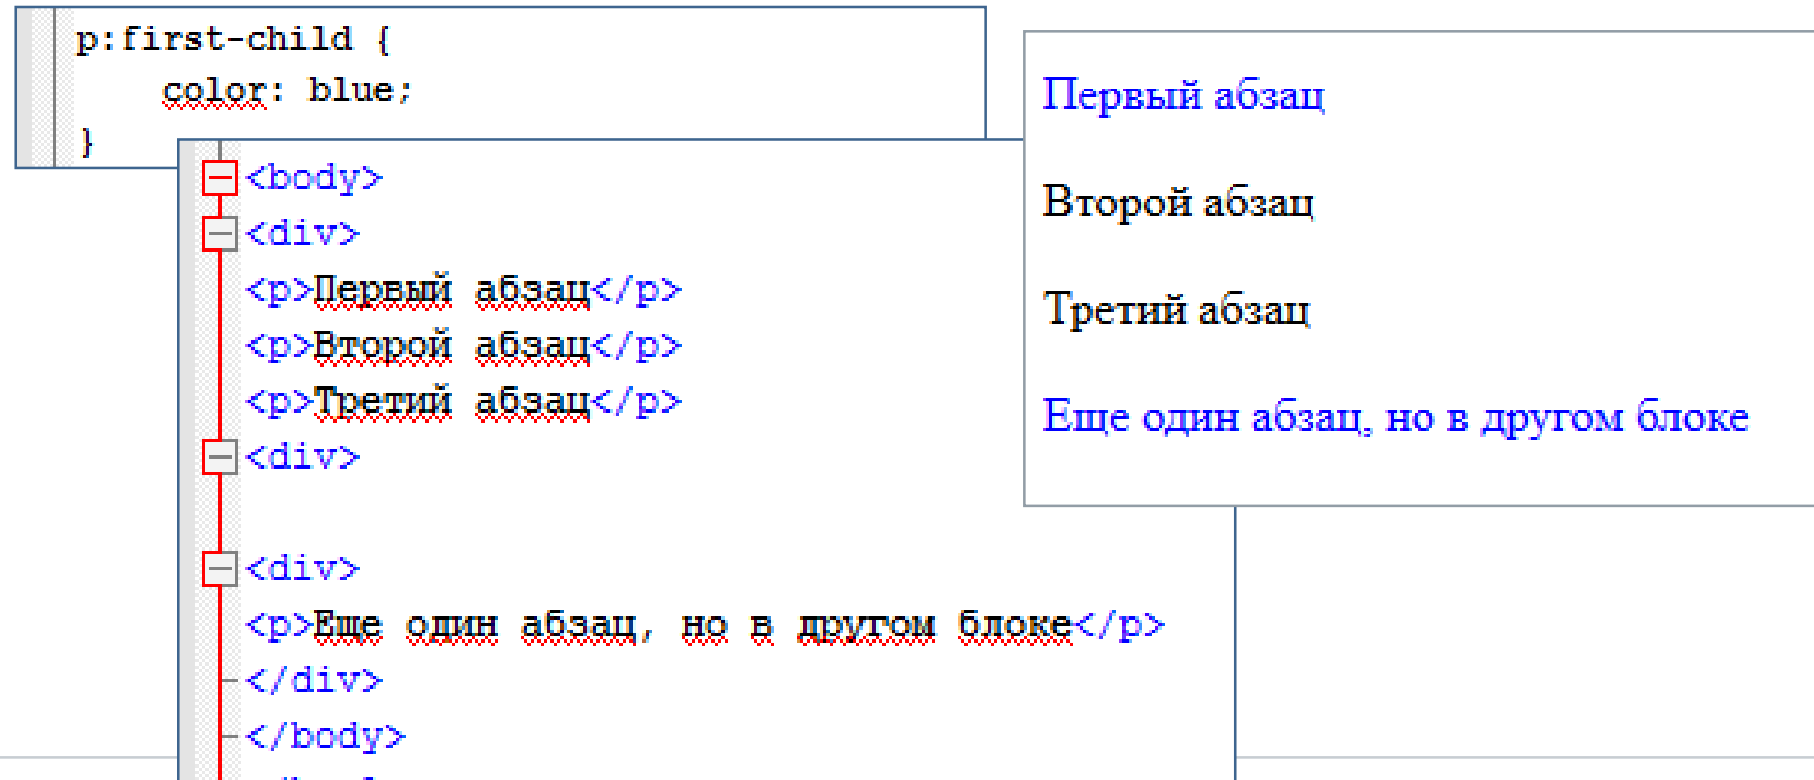 p:first-child {
color: blue;
}
<body>
<div>
<p>Первый абзац</p>
<p>Второй абзац</p>
<p>Третий абзац</p>
<div>
<div>
<p>Еще один абзац, но в другом блоке</p>
</div>
</body>
Первый абзац
Второй абзац
Третий абзац
Еще один абзац, но в другом блоке